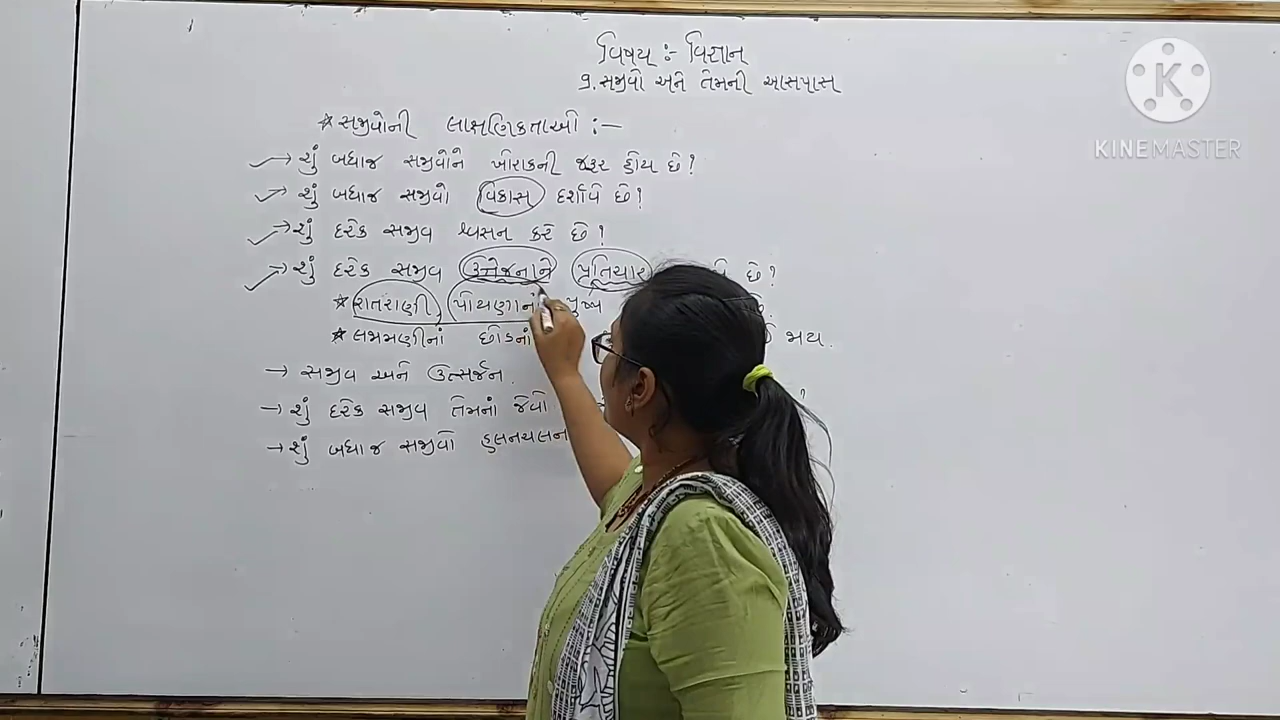 વિષય :- વિજ્ઞાન
9. સજીવો અને તેમની આસપાસ
* સજીવોની લાક્ષણિકતાઓ :-
→ શું બધાજ સજીવોને ખોરાકની જરૂર હોય છે?
→ શું બધાજ સજીવો વિકાસ દર્શાવે છે?
→ શું દરેક સજીવ શ્વસન કરે છે?
→ શું દરેક સજીવ ઉત્તેજનાને પ્રતિચાર છે?
* રાતરાણી પોયણાનાં પુષ્પ
* લજામણીનાં છોડનાં જાય.
→ સજીવ અને ઉત્સર્જન.
→ શું દરેક સજીવ તેમનાં જેવો ?
→ શું બધાજ સજીવો હલનચલન
K
KINEMASTER